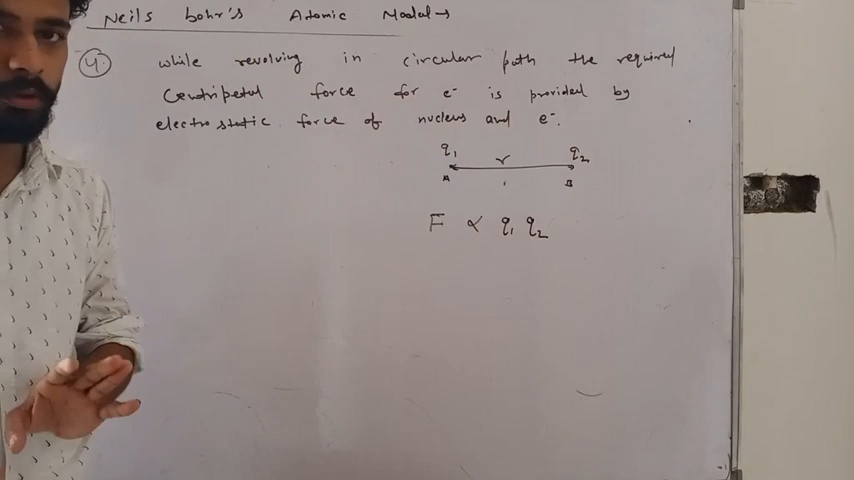 Neils bohr's Atomic Modal→
4. while revolving in circular path the required
Centripetal force for e⁻ is provided by
electrostatic force of nucleus and e⁻.
q₁ r q₂
A B
F ∝ q₁ q₂